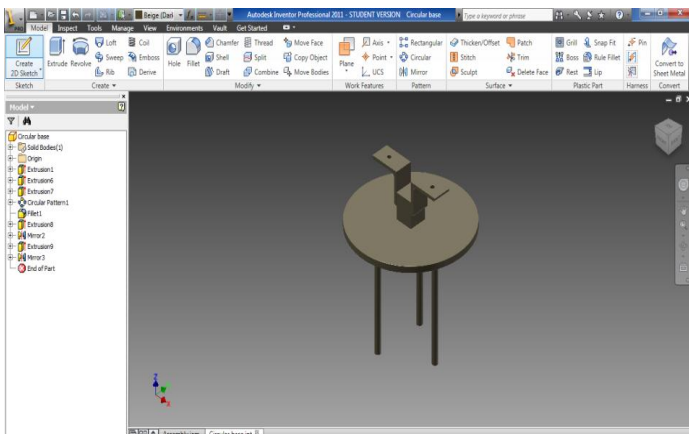 Beige (Dari
Autodesk Inventor Professional 2011 - STUDENT VERSION Circular base
Type a keyword or phrase
PRO Model Inspect Tools Manage View Environments Vault Get Started
Create 2D Sketch
Extrude Revolve
Loft
Sweep
Rib
Coil
Emboss
Derive
Hole Fillet
Chamfer
Shell
Draft
Thread
Split
Combine
Move Face
Copy Object
Move Bodies
Plane
Axis
Point
UCS
Rectangular
Circular
Mirror
Thicken/Offset
Stitch
Sculpt
Patch
Trim
Delete Face
Grill
Boss
Rest
Snap Fit
Rule Fillet
Lip
Pin
Convert to Sheet Metal
Sketch Create Modify Work Features Pattern Surface Plastic Part Harness Convert
Model
Circular base
Solid Bodies(1)
Origin
Extrusion1
Extrusion6
Extrusion7
Circular Pattern1
Fillet1
Extrusion8
Mirror2
Extrusion9
Mirror3
End of Part
Z
X